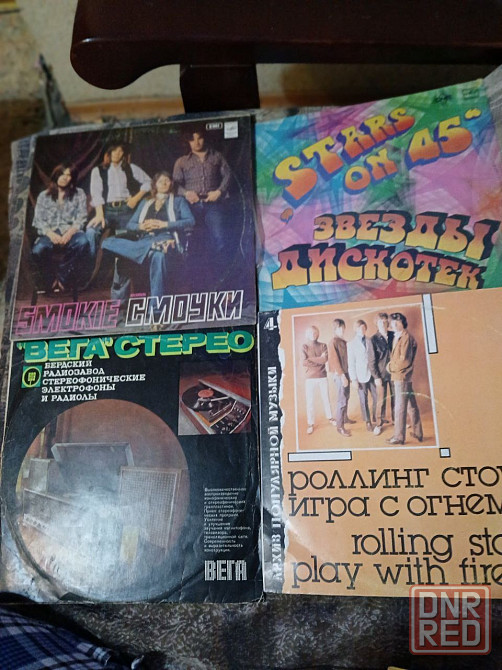 "STARS
ON 45"
ЗВЕЗДЫ
ДИСКОТЕК
SMOKIE СМОУКИ
"ВЕГА" СТЕРЕО
БЕРДСКИЙ
РАДИОЗАВОД
СТЕРЕОФОНИЧЕСКИЕ
ЭЛЕКТРОФОНЫ
И РАДИОЛЫ
ВЕГА
4
АРХИВ ПОПУЛЯРНОЙ МУЗЫКИ
РОЛЛИНГ СТО
ИГРА С ОГНЕМ
rolling sto
play with fire
DNR
RED